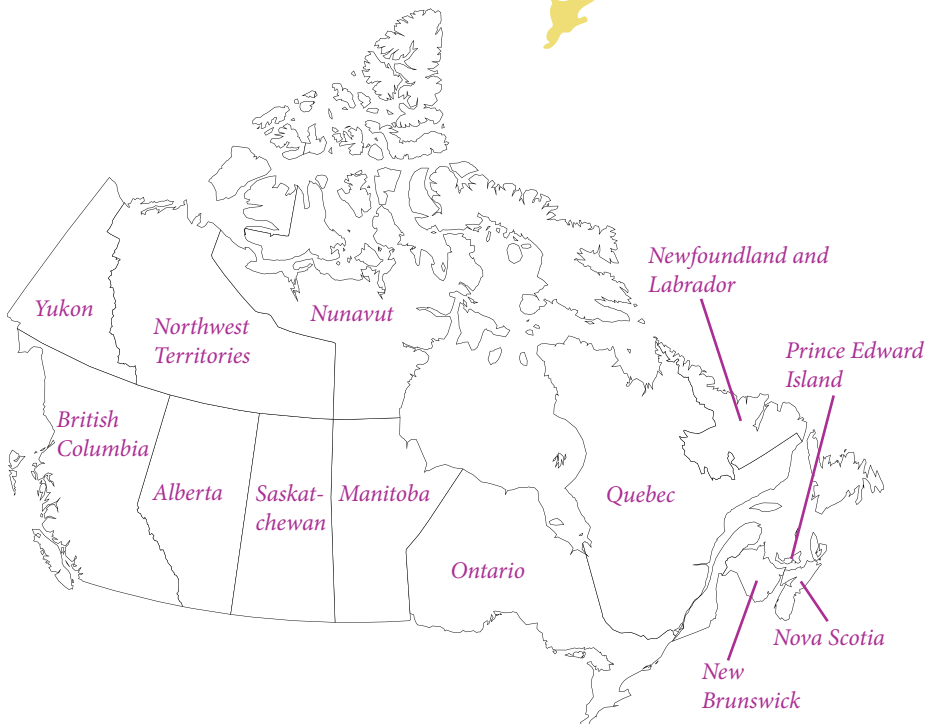 Newfoundland and
Labrador
Yukon
Nunavut
Northwest
Territories
Prince Edward
Island
British
Columbia
Alberta
Saskat-
chewan
Manitoba
Quebec
Ontario
Nova Scotia
New
Brunswick